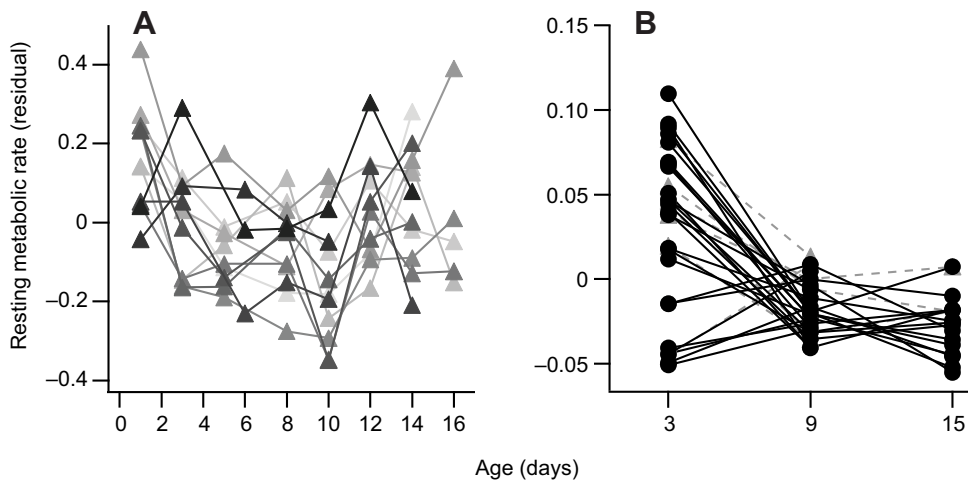 A
B
Resting metabolic rate (residual)
0.4
0.2
0
–0.2
–0.4
0 2 4 6 8 10 12 14 16
0.15
0.10
0.05
0
–0.05
3 9 15
Age (days)